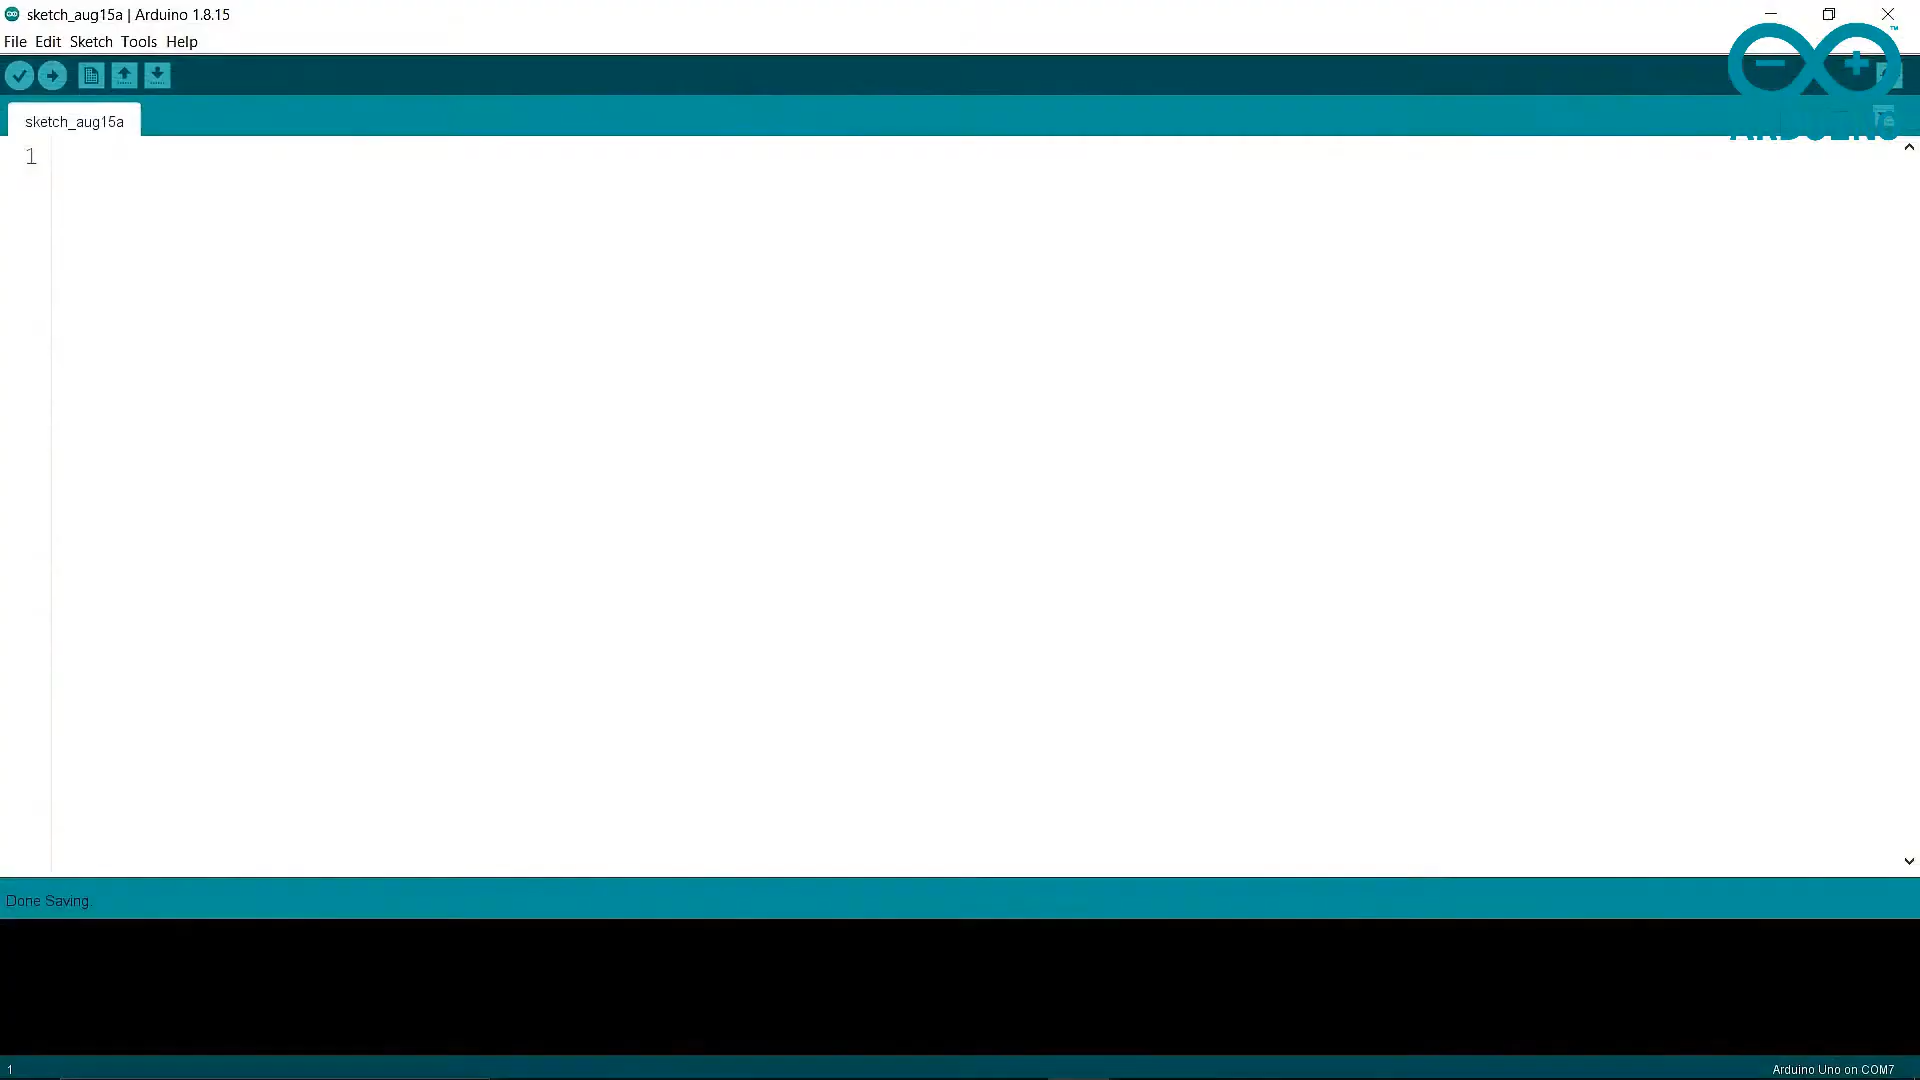 sketch_aug15a | Arduino 1.8.15
File Edit Sketch Tools Help
sketch_aug15a
1
Done Saving.
1
Arduino Uno on COM7